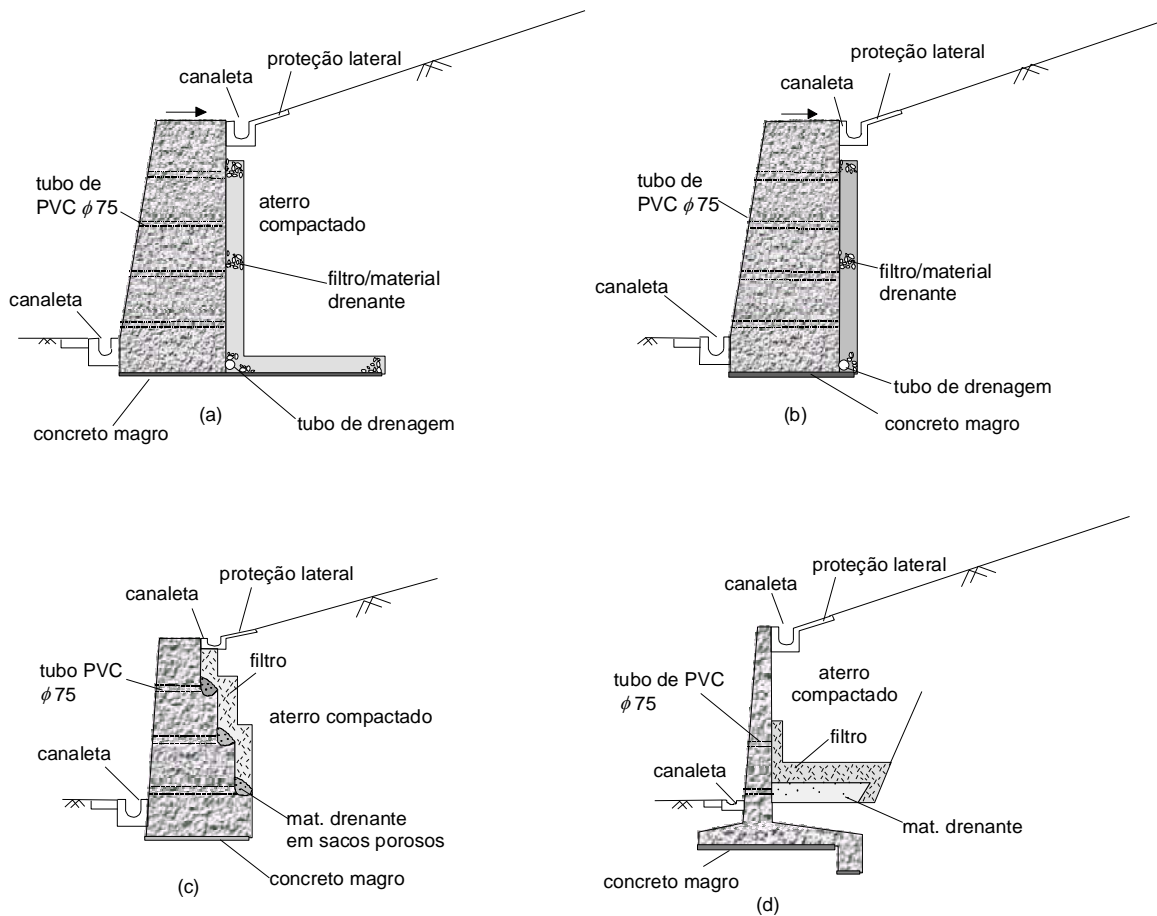 proteção lateral
canaleta
tubo de
PVC ϕ 75
aterro
compactado
filtro/material
drenante
canaleta
tubo de drenagem
concreto magro
(a)
proteção lateral
canaleta
tubo de
PVC ϕ 75
canaleta
filtro/material
drenante
tubo de drenagem
concreto magro
(b)
proteção lateral
canaleta
tubo PVC
ϕ 75
filtro
aterro compactado
canaleta
mat. drenante
em sacos porosos
concreto magro
(c)
proteção lateral
canaleta
tubo de PVC
ϕ 75
aterro
compactado
filtro
canaleta
mat. drenante
concreto magro
(d)